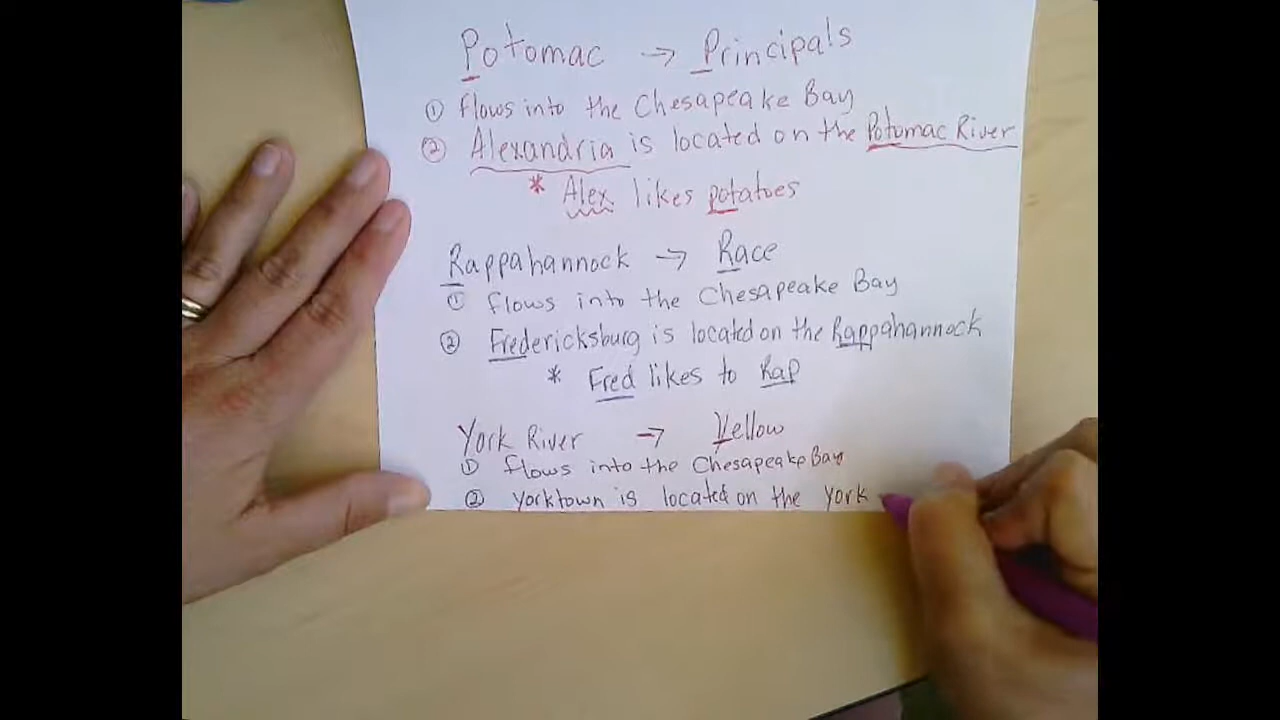 Potomac → Principals
① flows into the Chesapeake Bay
② Alexandria is located on the Potomac River
* Alex likes potatoes
Rappahannock → Race
① flows into the Chesapeake Bay
② Fredericksburg is located on the Rappahannock
* Fred likes to Rap
York River → Yellow
① flows into the Chesapeake Bay
② Yorktown is located on the York